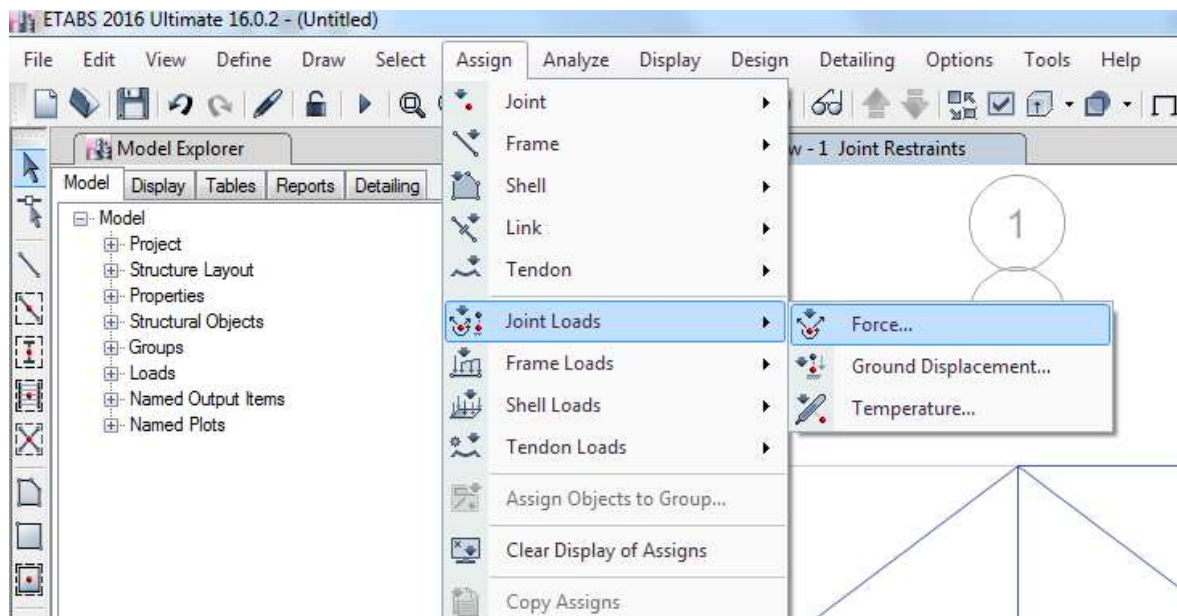 ETABS 2016 Ultimate 16.0.2 - (Untitled)
File Edit View Define Draw Select Assign Analyze Display Design Detailing Options Tools Help
Model Explorer
w - 1 Joint Restraints
Model Display Tables Reports Detailing
Model
Project
Structure Layout
Properties
Structural Objects
Groups
Loads
Named Output Items
Named Plots
Joint
Frame
Shell
Link
Tendon
Joint Loads
Frame Loads
Shell Loads
Tendon Loads
Assign Objects to Group...
Clear Display of Assigns
Copy Assigns
Force...
Ground Displacement...
Temperature...
1